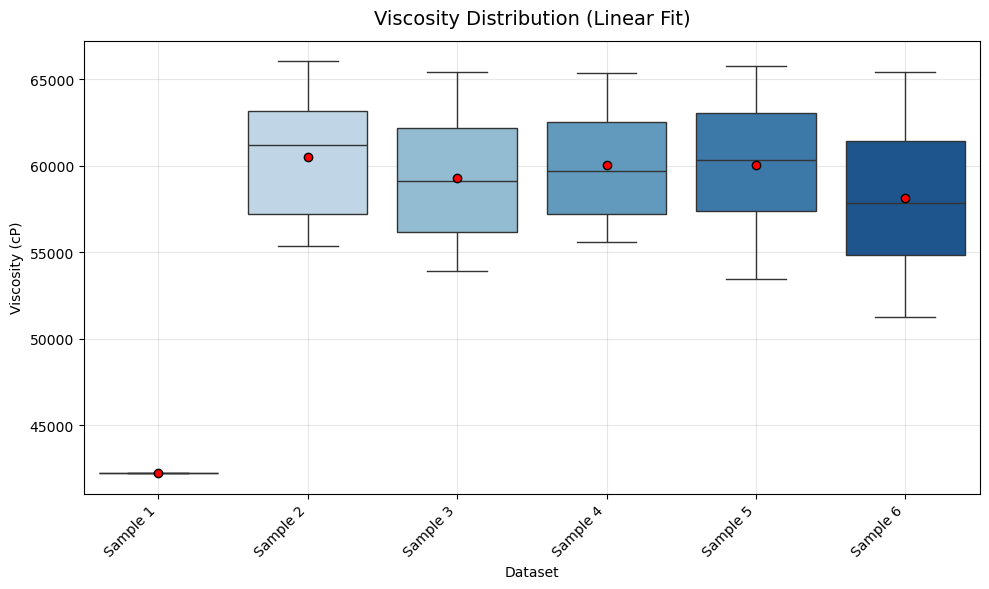 Viscosity Distribution (Linear Fit)
Viscosity (cP)
65000
60000
55000
50000
45000
Sample 1
Sample 2
Sample 3
Sample 4
Sample 5
Sample 6
Dataset